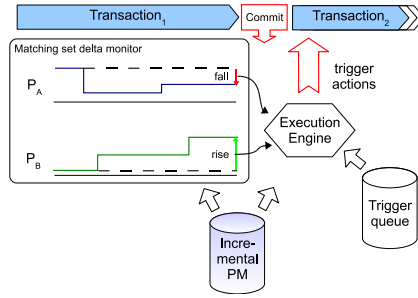 Transaction1
Commit
Transaction2
Matching set delta monitor
PA
fall
trigger
actions
Execution
Engine
PB
rise
Trigger
queue
Incre-
mental
PM